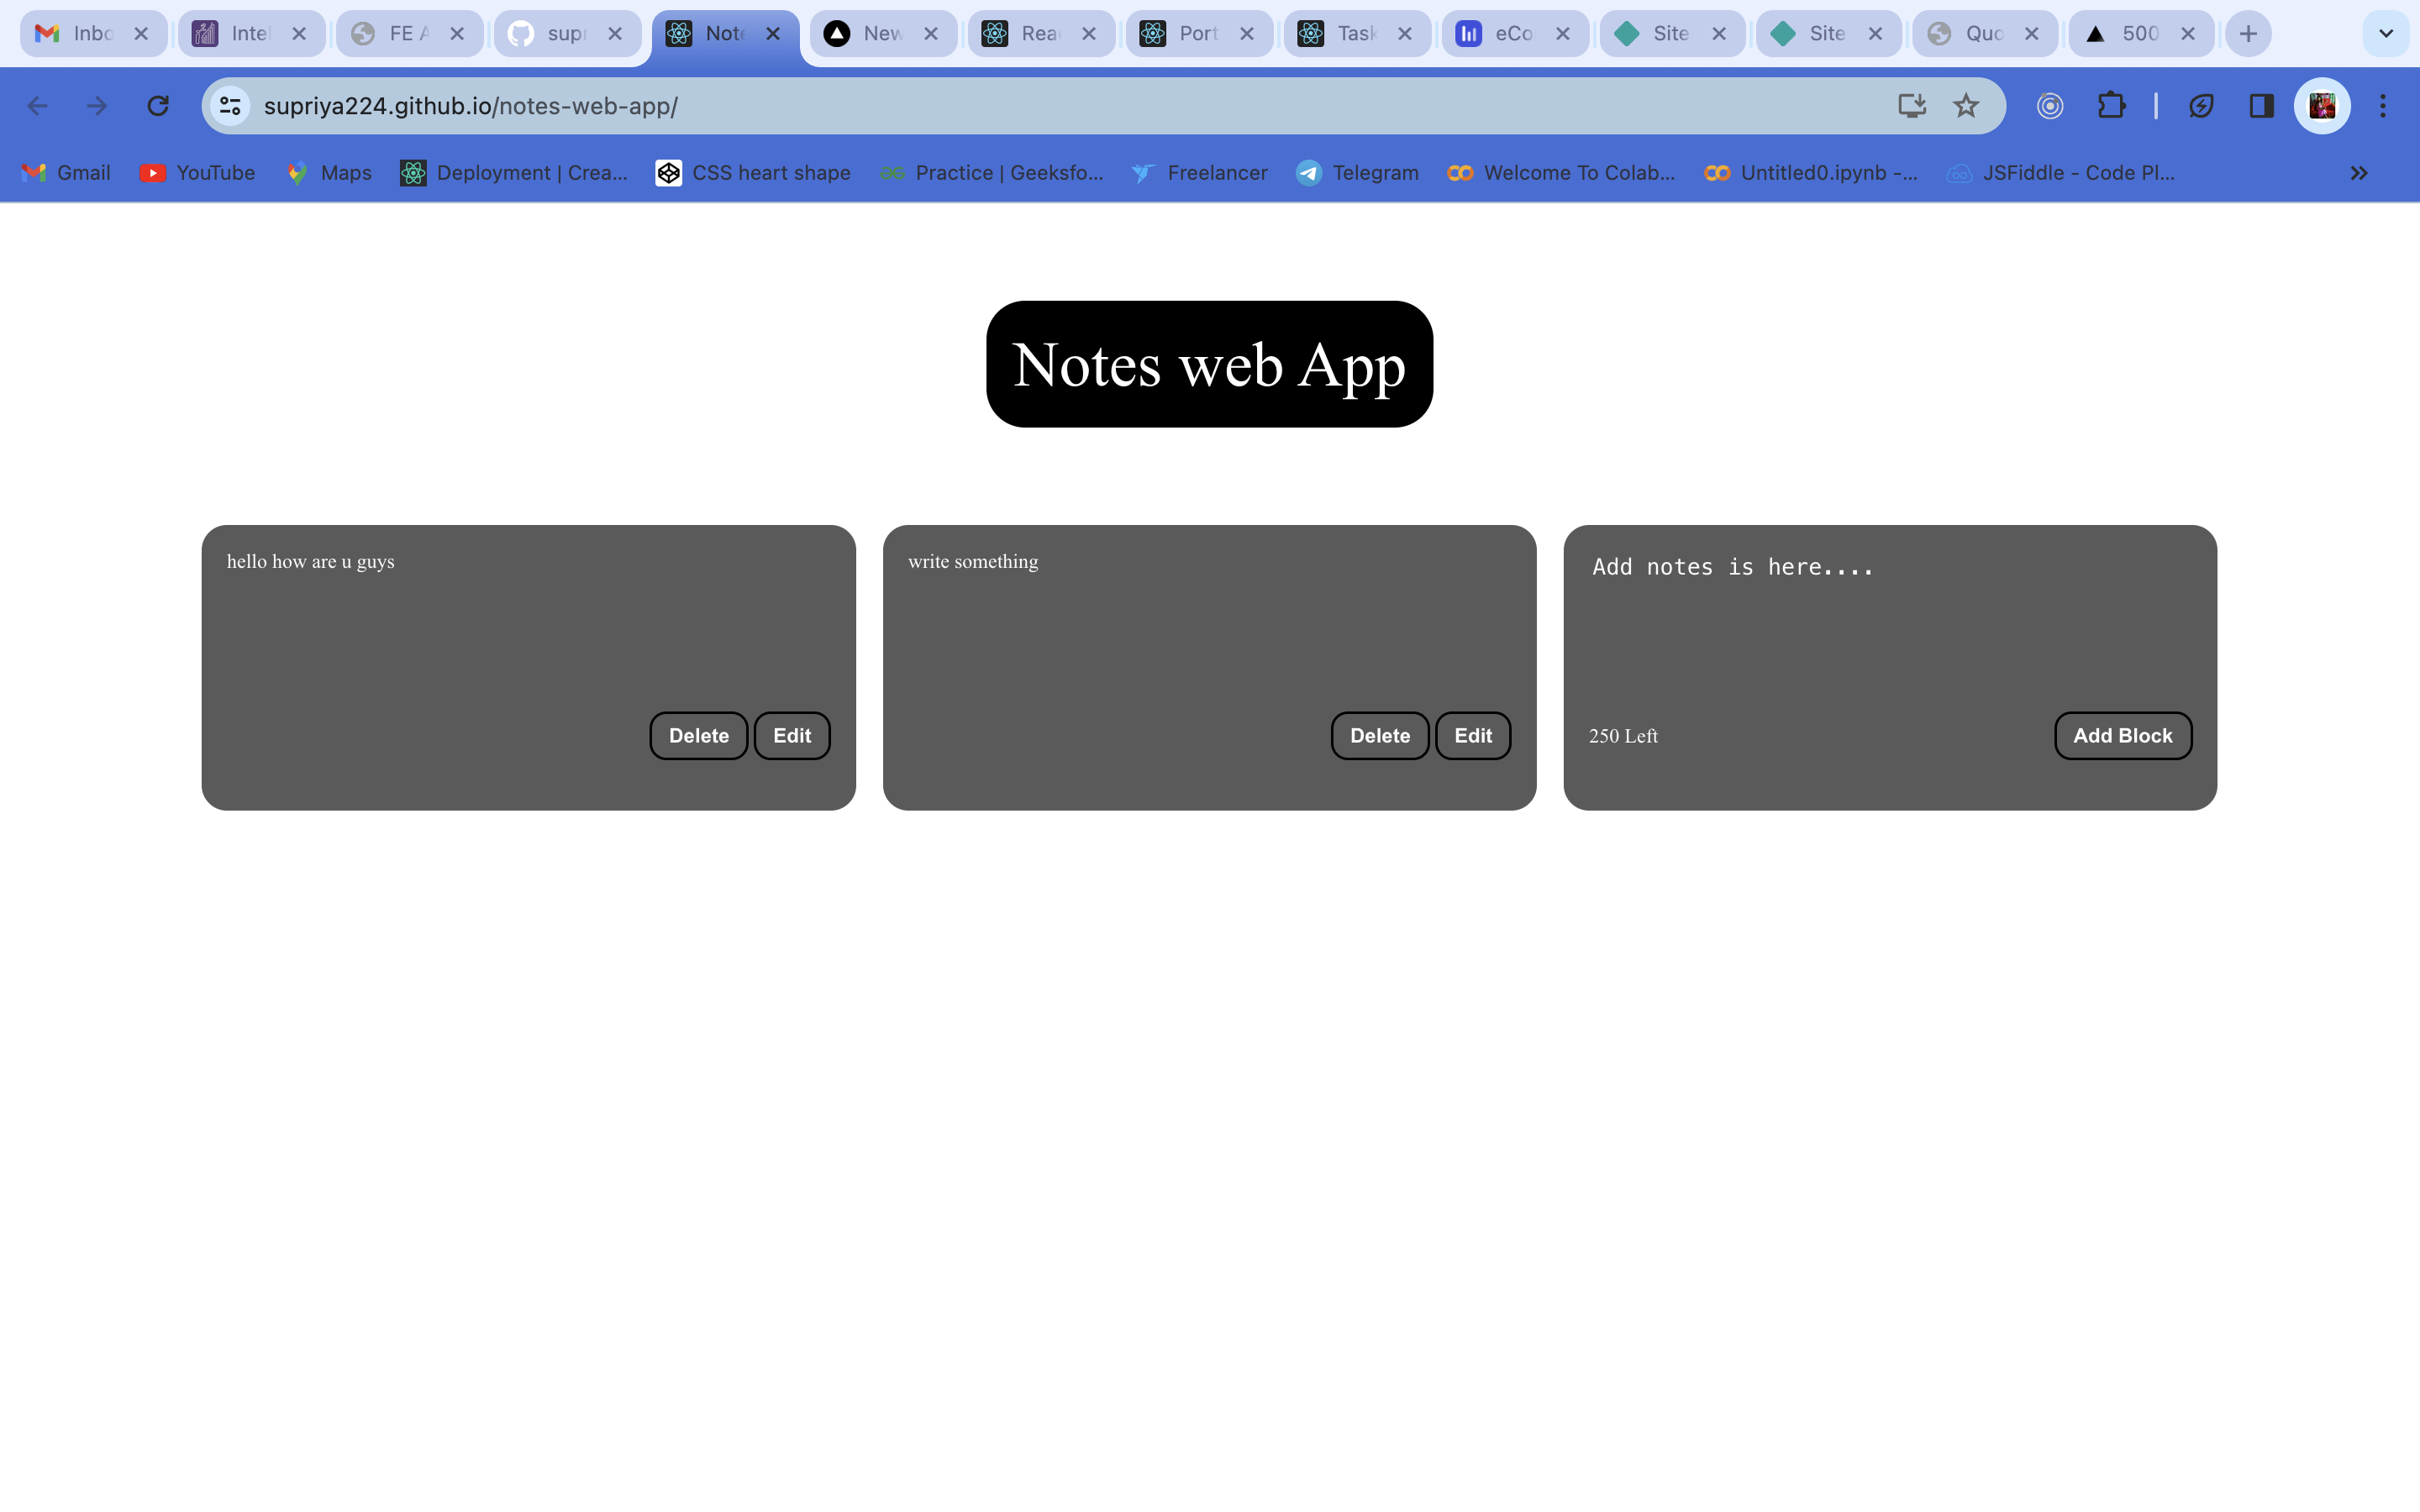 Inbo Intel FE A supr Note New Rea Port Task eCo Site Site Quo 500
supriya224.github.io/notes-web-app/
Gmail YouTube Maps Deployment | Crea... CSS heart shape Practice | Geeksfo... Freelancer Telegram Welcome To Colab... Untitled0.ipynb -... JSFiddle - Code Pl...
Notes web App
hello how are u guys
Delete Edit
write something
Delete Edit
Add notes is here....
250 Left Add Block